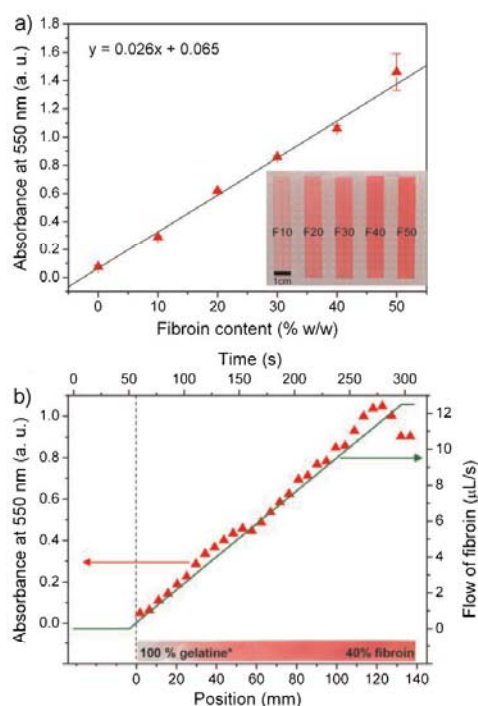 a)
1.8
1.6
1.4
1.2
1.0
0.8
0.6
0.4
0.2
0.0
Absorbance at 550 nm (a. u.)
y = 0.026x + 0.065
F10 F20 F30 F40 F50
1cm
0 10 20 30 40 50
Fibroin content (% w/w)
Time (s)
0 50 100 150 200 250 300
b)
1.0
0.8
0.6
0.4
0.2
0.0
Absorbance at 550 nm (a. u.)
12
10
8
6
4
2
0
Flow of fibroin (µL/s)
100 % gelatine* 40% fibroin
0 20 40 60 80 100 120 140
Position (mm)